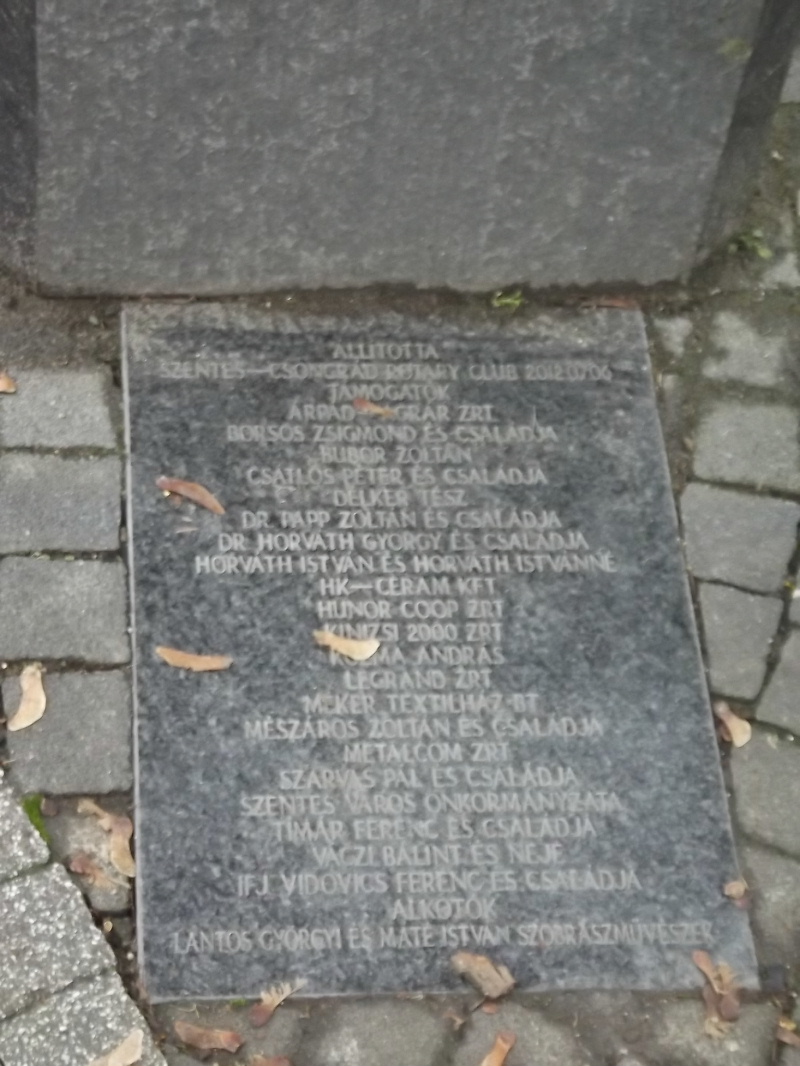 ÁLLÍTOTTA
SZENTES—CSONGRÁD ROTARY CLUB 2012.07.06
TÁMOGATÓK
ÁRPÁD AGRÁR ZRT
BORSOS ZSIGMOND ÉS CSALÁDJA
BUBOR ZOLTÁN
CSATLÓS PÉTER ÉS CSALÁDJA
DÉLKER TÉSZ
DR. PAPP ZOLTÁN ÉS CSALÁDJA
DR. HORVÁTH GYÖRGY ÉS CSALÁDJA
HORVÁTH ISTVÁN ÉS HORVÁTH ISTVÁNNÉ
HK—CERAM KFT
HUNOR COOP ZRT
KINIZSI 2000 ZRT
ANDRÁS
LEGRAND ZRT
MEKER TEXTILHÁZ BT
MÉSZÁROS ZOLTÁN ÉS CSALÁDJA
METALCOM ZRT
SZARVAS PÁL ÉS CSALÁDJA
SZENTES VÁROS ÖNKORMÁNYZATA
TÍMÁR FERENC ÉS CSALÁDJA
VÁCZI BÁLINT ÉS NEJE
IFJ. VIDOVICS FERENC ÉS CSALÁDJA
ALKOTÓK
LANTOS GYÖRGYI ÉS MÁTÉ ISTVÁN SZOBRÁSZMŰVÉSZEK